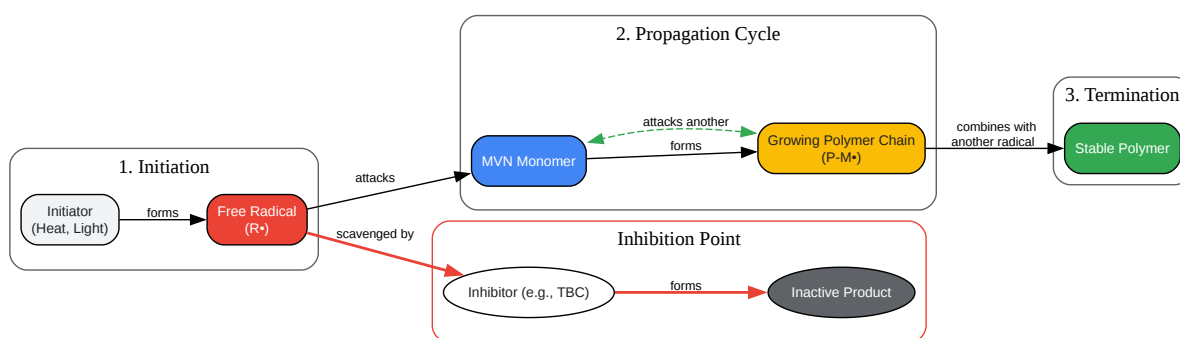 1. Initiation
Initiator
(Heat, Light)
forms
Free Radical
(R•)
attacks
scavenged by
2. Propagation Cycle
MVN Monomer
attacks another
forms
Growing Polymer Chain
(P-M•)
combines with
another radical
3. Termination
Stable Polymer
Inhibition Point
Inhibitor (e.g., TBC)
forms
Inactive Product